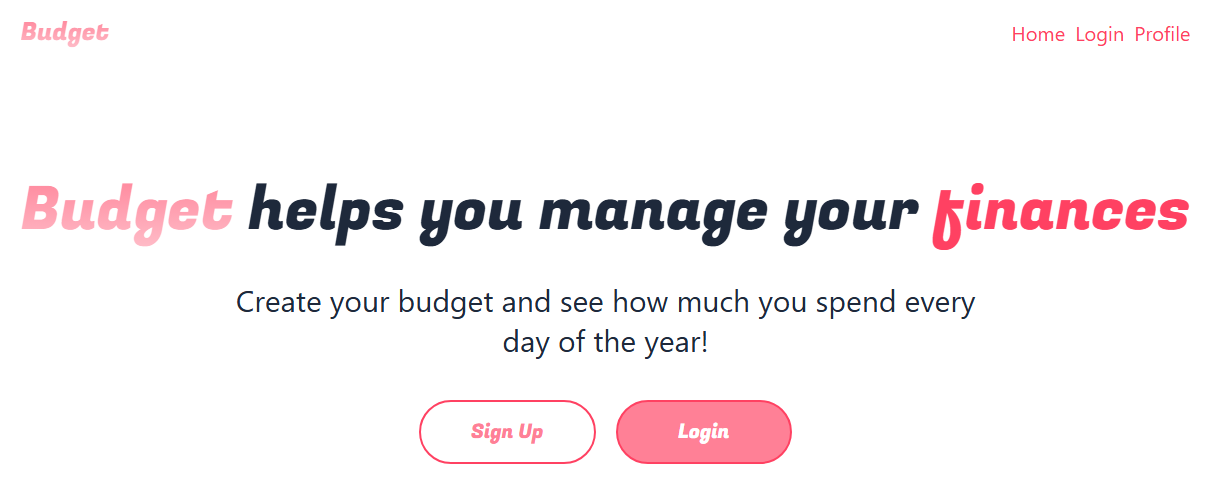 Budget
Home Login Profile
Budget helps you manage your finances
Create your budget and see how much you spend every
day of the year!
Sign Up
Login